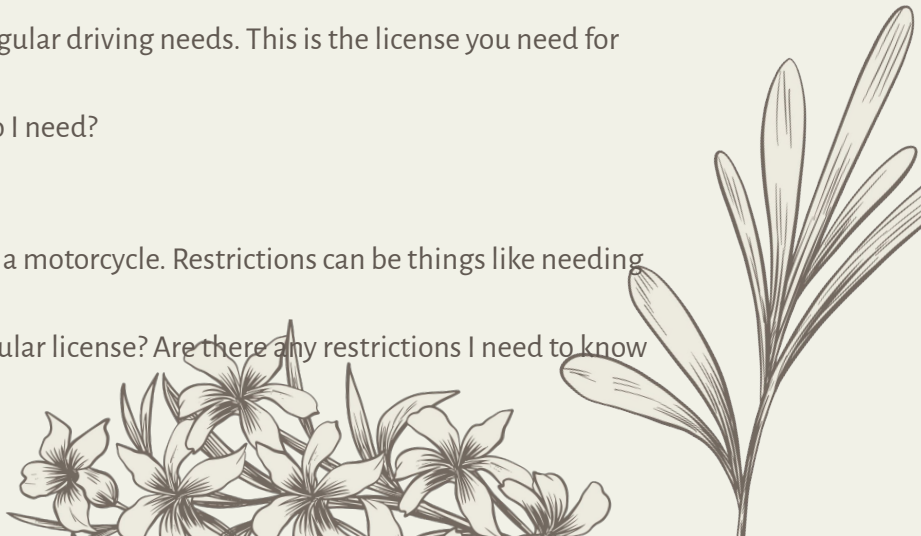 gular driving needs. This is the license you need for
o I need?
a motorcycle. Restrictions can be things like needing
ular license? Are there any restrictions I need to know